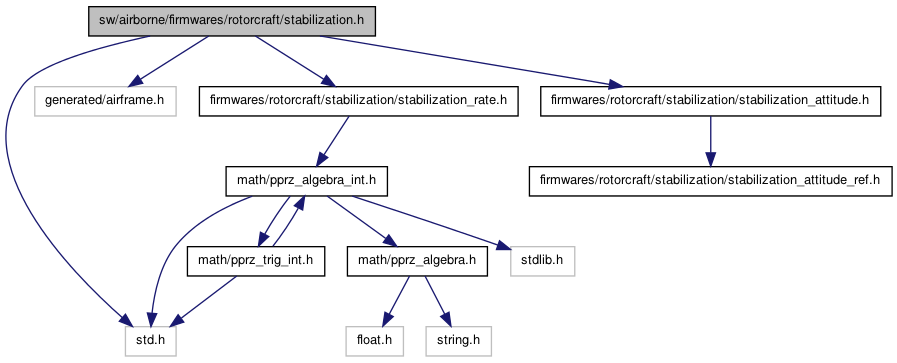 sw/airborne/firmwares/rotorcraft/stabilization.h
generated/airframe.h
firmwares/rotorcraft/stabilization/stabilization_rate.h
firmwares/rotorcraft/stabilization/stabilization_attitude.h
math/pprz_algebra_int.h
firmwares/rotorcraft/stabilization/stabilization_attitude_ref.h
math/pprz_trig_int.h
math/pprz_algebra.h
stdlib.h
std.h
float.h
string.h